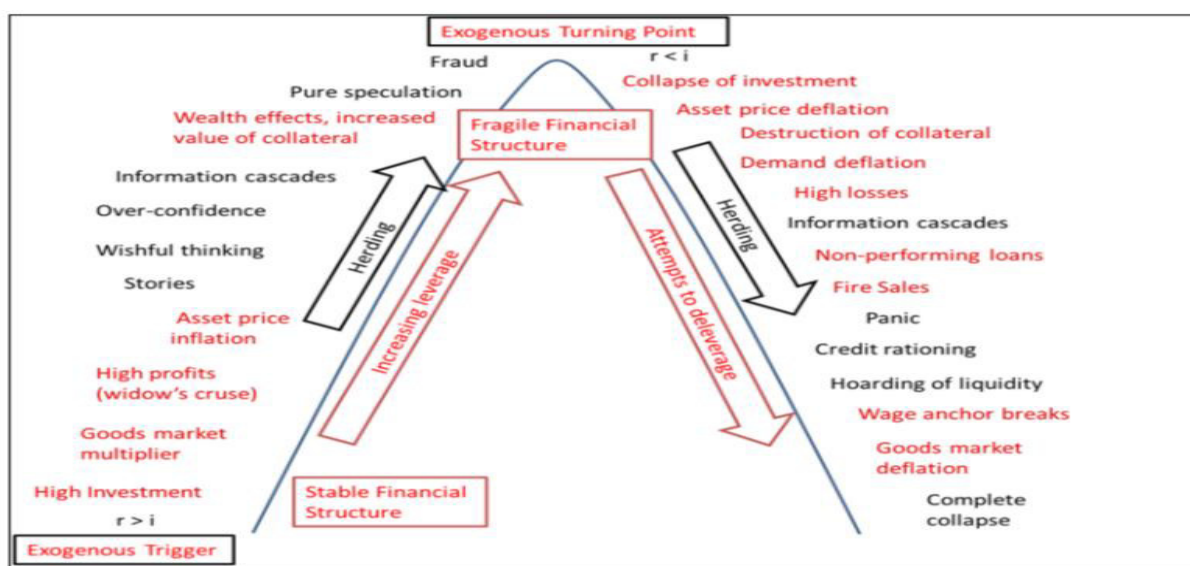 Exogenous Turning Point
Fraud
r < i
Pure speculation
Collapse of investment
Wealth effects, increased
value of collateral
Fragile Financial
Structure
Asset price deflation
Destruction of collateral
Demand deflation
High losses
Information cascades
Information cascades
Over-confidence
Wishful thinking
Stories
Herding
Increasing leverage
Attempts to deleverage
Herding
Non-performing loans
Fire Sales
Panic
Credit rationing
Hoarding of liquidity
Asset price
inflation
High profits
(widow's cruse)
Goods market
multiplier
Wage anchor breaks
Goods market
deflation
High Investment
Stable Financial
Structure
Complete
collapse
r > i
Exogenous Trigger